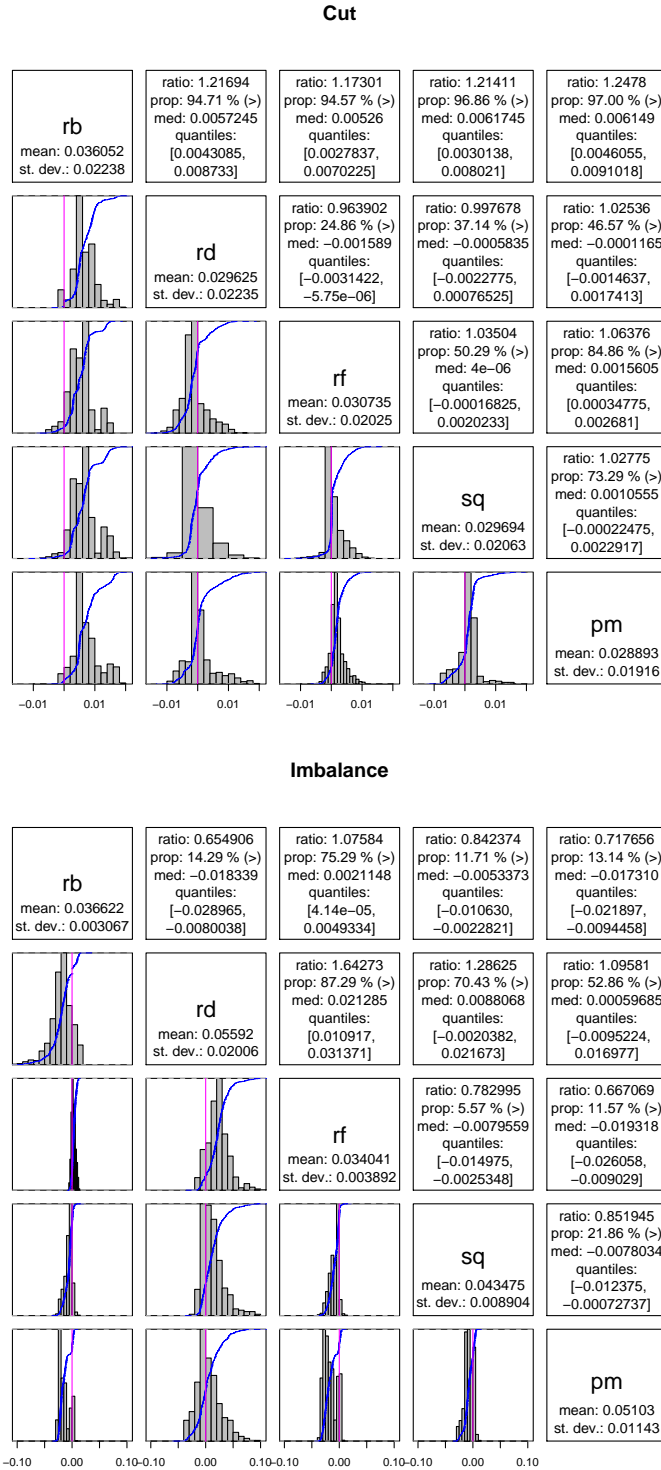 Cut
rb
mean: 0.036052
st. dev.: 0.02238
ratio: 1.21694
prop: 94.71 % (>)
med: 0.0057245
quantiles:
[0.0043085,
0.008733]
ratio: 1.17301
prop: 94.57 % (>)
med: 0.00526
quantiles:
[0.0027837,
0.0070225]
ratio: 1.21411
prop: 96.86 % (>)
med: 0.0061745
quantiles:
[0.0030138,
0.008021]
ratio: 1.2478
prop: 97.00 % (>)
med: 0.006149
quantiles:
[0.0046055,
0.0091018]
rd
mean: 0.029625
st. dev.: 0.02235
ratio: 0.963902
prop: 24.86 % (>)
med: −0.001589
quantiles:
[−0.0031422,
−5.75e−06]
ratio: 0.997678
prop: 37.14 % (>)
med: −0.0005835
quantiles:
[−0.0022775,
0.00076525]
ratio: 1.02536
prop: 46.57 % (>)
med: −0.0001165
quantiles:
[−0.0014637,
0.0017413]
rf
mean: 0.030735
st. dev.: 0.02025
ratio: 1.03504
prop: 50.29 % (>)
med: 4e−06
quantiles:
[−0.00016825,
0.0020233]
ratio: 1.06376
prop: 84.86 % (>)
med: 0.0015605
quantiles:
[0.00034775,
0.002681]
sq
mean: 0.029694
st. dev.: 0.02063
ratio: 1.02775
prop: 73.29 % (>)
med: 0.0010555
quantiles:
[−0.00022475,
0.0022917]
pm
mean: 0.028893
st. dev.: 0.01916
−0.01 0.01 −0.01 0.01 −0.01 0.01 −0.01 0.01
Imbalance
rb
mean: 0.036622
st. dev.: 0.003067
ratio: 0.654906
prop: 14.29 % (>)
med: −0.018339
quantiles:
[−0.028965,
−0.0080038]
ratio: 1.07584
prop: 75.29 % (>)
med: 0.0021148
quantiles:
[4.14e−05,
0.0049334]
ratio: 0.842374
prop: 11.71 % (>)
med: −0.0053373
quantiles:
[−0.010630,
−0.0022821]
ratio: 0.717656
prop: 13.14 % (>)
med: −0.017310
quantiles:
[−0.021897,
−0.0094458]
rd
mean: 0.05592
st. dev.: 0.02006
ratio: 1.64273
prop: 87.29 % (>)
med: 0.021285
quantiles:
[0.010917,
0.031371]
ratio: 1.28625
prop: 70.43 % (>)
med: 0.0088068
quantiles:
[−0.0020382,
0.021673]
ratio: 1.09581
prop: 52.86 % (>)
med: 0.00059685
quantiles:
[−0.0095224,
0.016977]
rf
mean: 0.034041
st. dev.: 0.003892
ratio: 0.782995
prop: 5.57 % (>)
med: −0.0079559
quantiles:
[−0.014975,
−0.0025348]
ratio: 0.667069
prop: 11.57 % (>)
med: −0.019318
quantiles:
[−0.026058,
−0.009029]
sq
mean: 0.043475
st. dev.: 0.008904
ratio: 0.851945
prop: 21.86 % (>)
med: −0.0078034
quantiles:
[−0.012375,
−0.00072737]
pm
mean: 0.05103
st. dev.: 0.01143
−0.10 0.00 0.10 −0.10 0.00 0.10 −0.10 0.00 0.10 −0.10 0.00 0.10